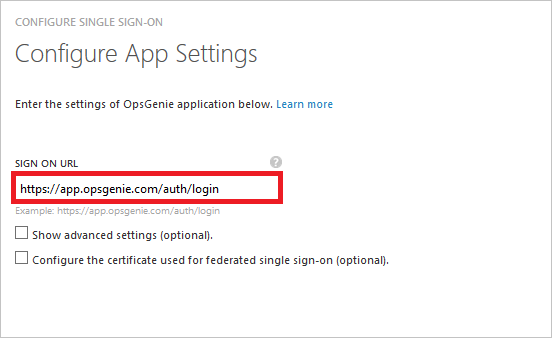 CONFIGURE SINGLE SIGN-ON
Configure App Settings
Enter the settings of OpsGenie application below. Learn more
SIGN ON URL ?
https://app.opsgenie.com/auth/login
Example: https://app.opsgenie.com/auth/login
Show advanced settings (optional).
Configure the certificate used for federated single sign-on (optional).